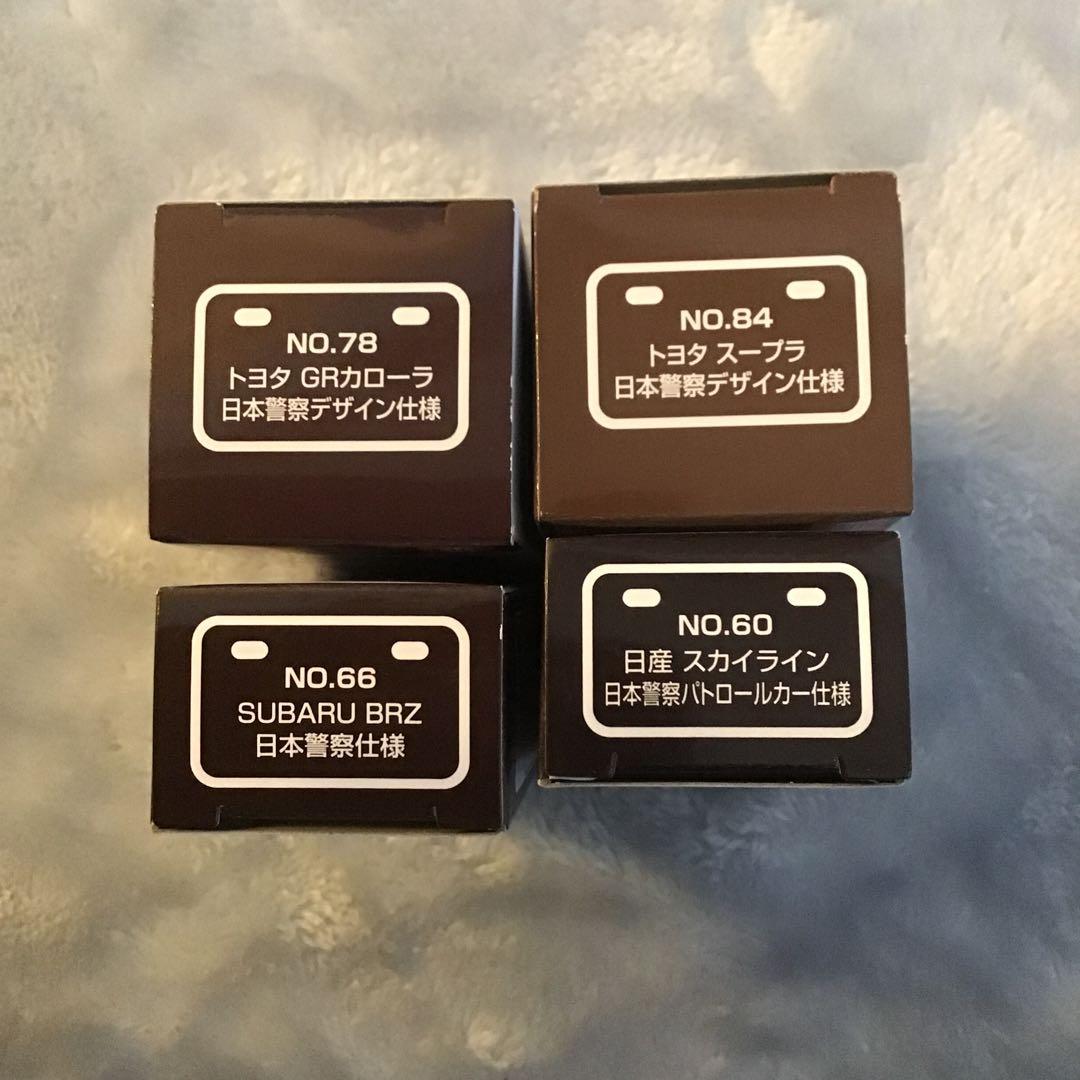 NO.78
トヨタ GRカローラ
日本警察デザイン仕様
NO.84
トヨタ スープラ
日本警察デザイン仕様
NO.66
SUBARU BRZ
日本警察仕様
NO.60
日産 スカイライン
日本警察パトロールカー仕様